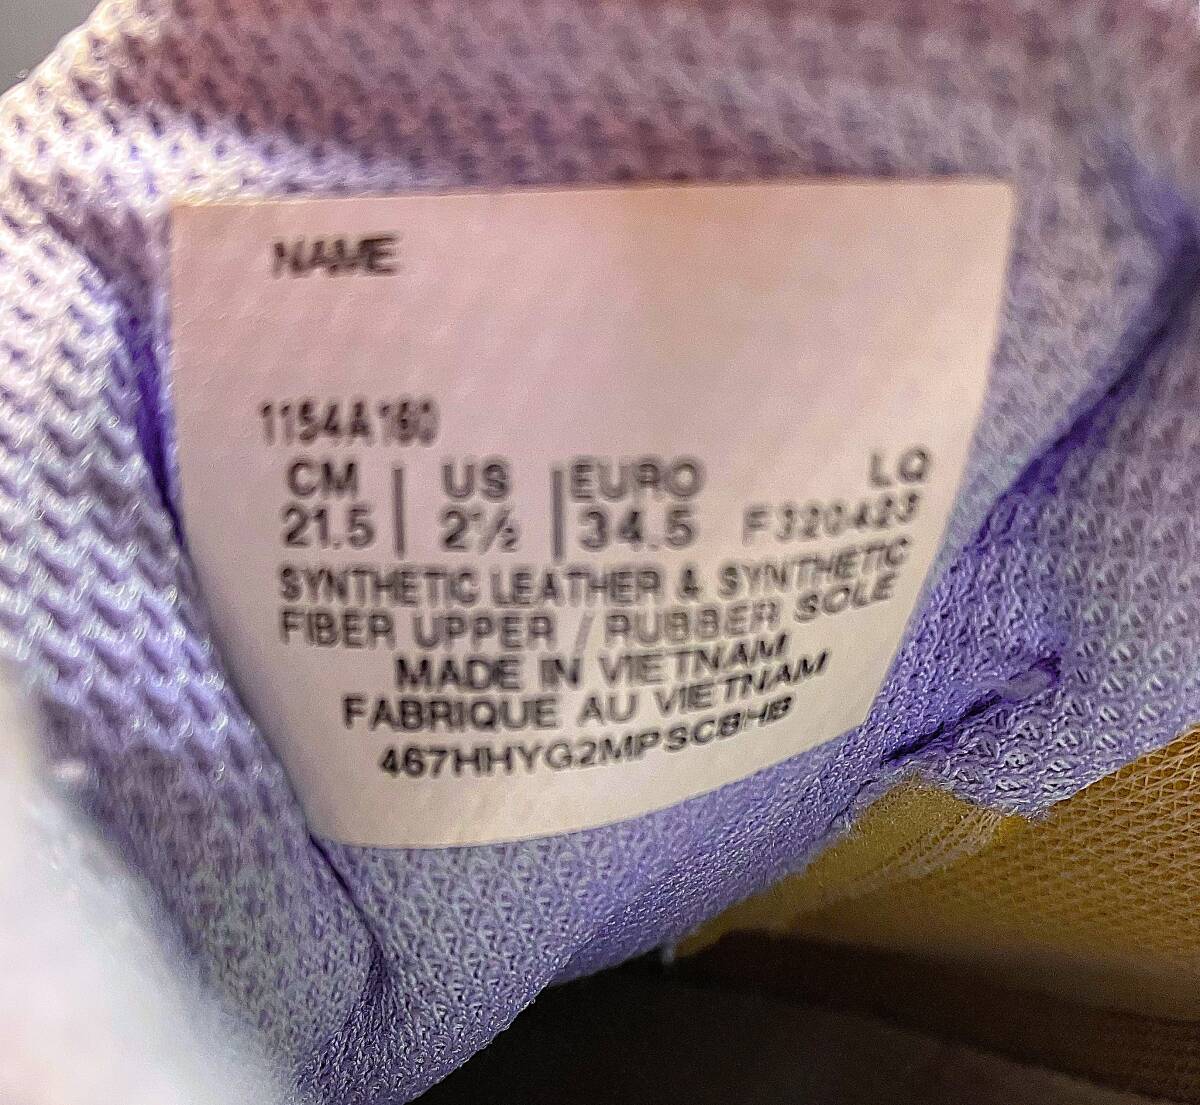 NAME
1154A160
CM | US | EURO LQ
21.5 | 2½ | 34.5 F320423
SYNTHETIC LEATHER & SYNTHETIC
FIBER UPPER / RUBBER SOLE
MADE IN VIETNAM
FABRIQUE AU VIETNAM
467HHYG2MPSCBHB